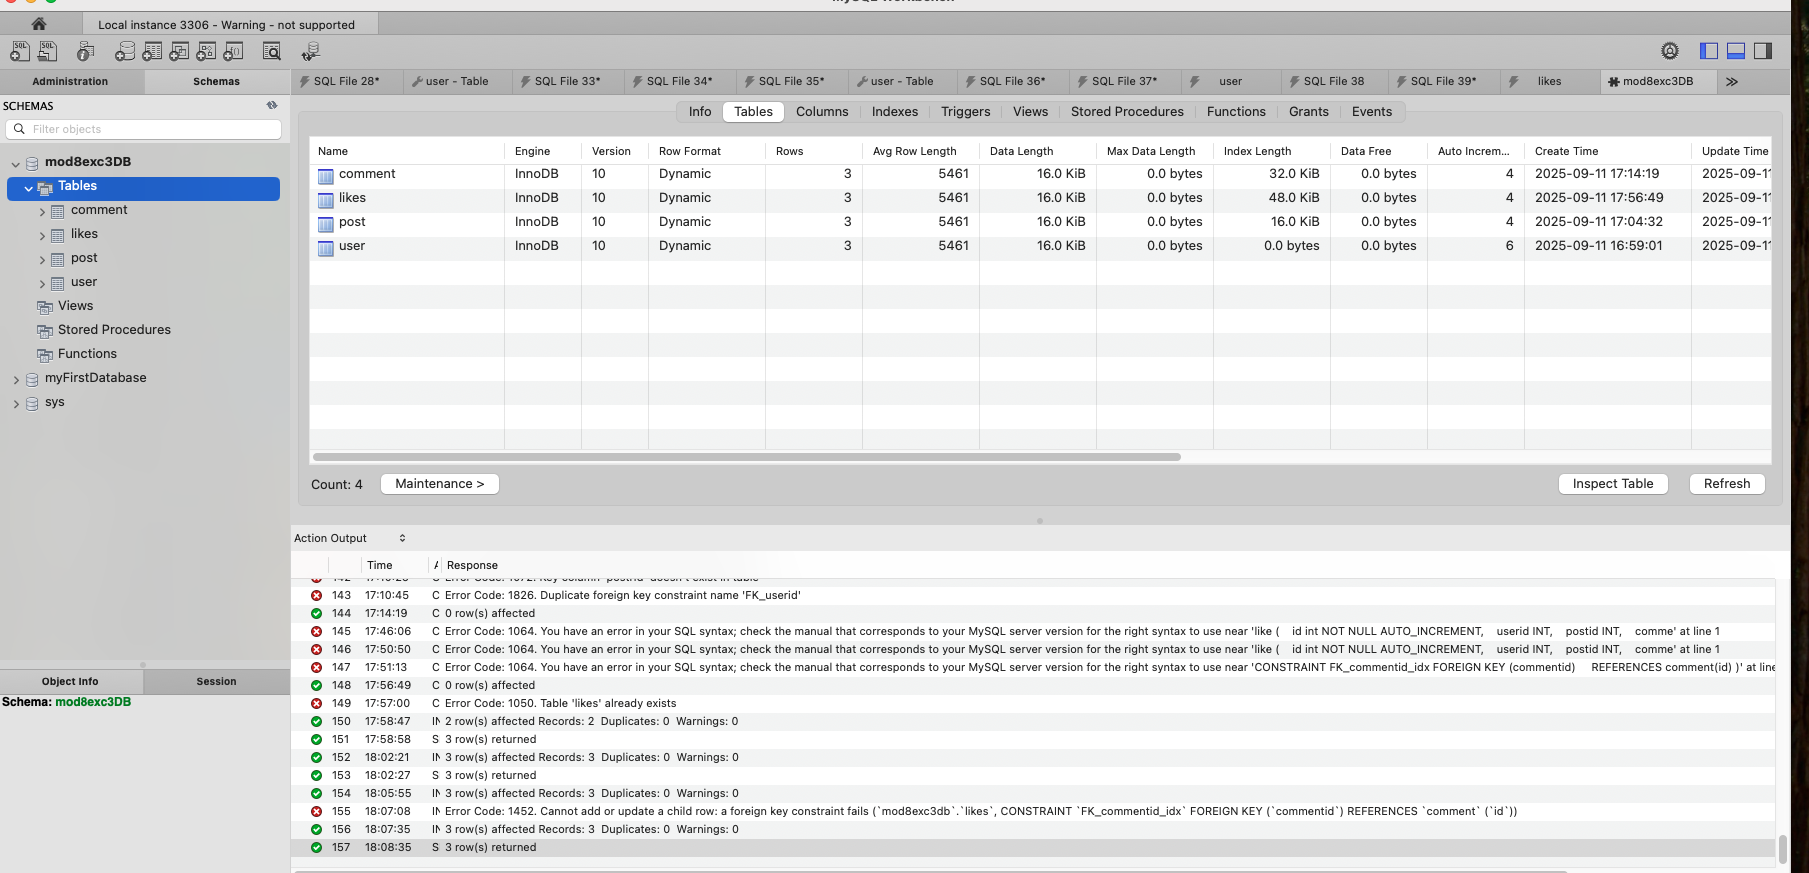 Local instance 3306 - Warning - not supported
Administration Schemas
SQL File 28* user - Table SQL File 33* SQL File 34* SQL File 35* user - Table SQL File 36* SQL File 37* user SQL File 38 SQL File 39* likes mod8exc3DB
SCHEMAS
Filter objects
mod8exc3DB
Tables
comment
likes
post
user
Views
Stored Procedures
Functions
myFirstDatabase
sys
Object Info Session
Schema: mod8exc3DB
Info Tables Columns Indexes Triggers Views Stored Procedures Functions Grants Events
Name Engine Version Row Format Rows Avg Row Length Data Length Max Data Length Index Length Data Free Auto Increm... Create Time Update Time
comment InnoDB 10 Dynamic 3 5461 16.0 KiB 0.0 bytes 32.0 KiB 0.0 bytes 4 2025-09-11 17:14:19 2025-09-11
likes InnoDB 10 Dynamic 3 5461 16.0 KiB 0.0 bytes 48.0 KiB 0.0 bytes 4 2025-09-11 17:56:49 2025-09-11
post InnoDB 10 Dynamic 3 5461 16.0 KiB 0.0 bytes 16.0 KiB 0.0 bytes 4 2025-09-11 17:04:32 2025-09-11
user InnoDB 10 Dynamic 3 5461 16.0 KiB 0.0 bytes 0.0 bytes 0.0 bytes 6 2025-09-11 16:59:01 2025-09-11
Count: 4 Maintenance > Inspect Table Refresh
Action Output
Time A Response
143 17:10:45 C Error Code: 1826. Duplicate foreign key constraint name 'FK_userid'
144 17:14:19 C 0 row(s) affected
145 17:46:06 C Error Code: 1064. You have an error in your SQL syntax; check the manual that corresponds to your MySQL server version for the right syntax to use near 'like ( id int NOT NULL AUTO_INCREMENT, userid INT, postid INT, comme' at line 1
146 17:50:50 C Error Code: 1064. You have an error in your SQL syntax; check the manual that corresponds to your MySQL server version for the right syntax to use near 'like ( id int NOT NULL AUTO_INCREMENT, userid INT, postid INT, comme' at line 1
147 17:51:13 C Error Code: 1064. You have an error in your SQL syntax; check the manual that corresponds to your MySQL server version for the right syntax to use near 'CONSTRAINT FK_commentid_idx FOREIGN KEY (commentid) REFERENCES comment(id) )' at line
148 17:56:49 C 0 row(s) affected
149 17:57:00 C Error Code: 1050. Table 'likes' already exists
150 17:58:47 IN 2 row(s) affected Records: 2 Duplicates: 0 Warnings: 0
151 17:58:58 S 3 row(s) returned
152 18:02:21 IN 3 row(s) affected Records: 3 Duplicates: 0 Warnings: 0
153 18:02:27 S 3 row(s) returned
154 18:05:55 IN 3 row(s) affected Records: 3 Duplicates: 0 Warnings: 0
155 18:07:08 IN Error Code: 1452. Cannot add or update a child row: a foreign key constraint fails (`mod8exc3db`.`likes`, CONSTRAINT `FK_commentid_idx` FOREIGN KEY (`commentid`) REFERENCES `comment` (`id`))
156 18:07:35 IN 3 row(s) affected Records: 3 Duplicates: 0 Warnings: 0
157 18:08:35 S 3 row(s) returned